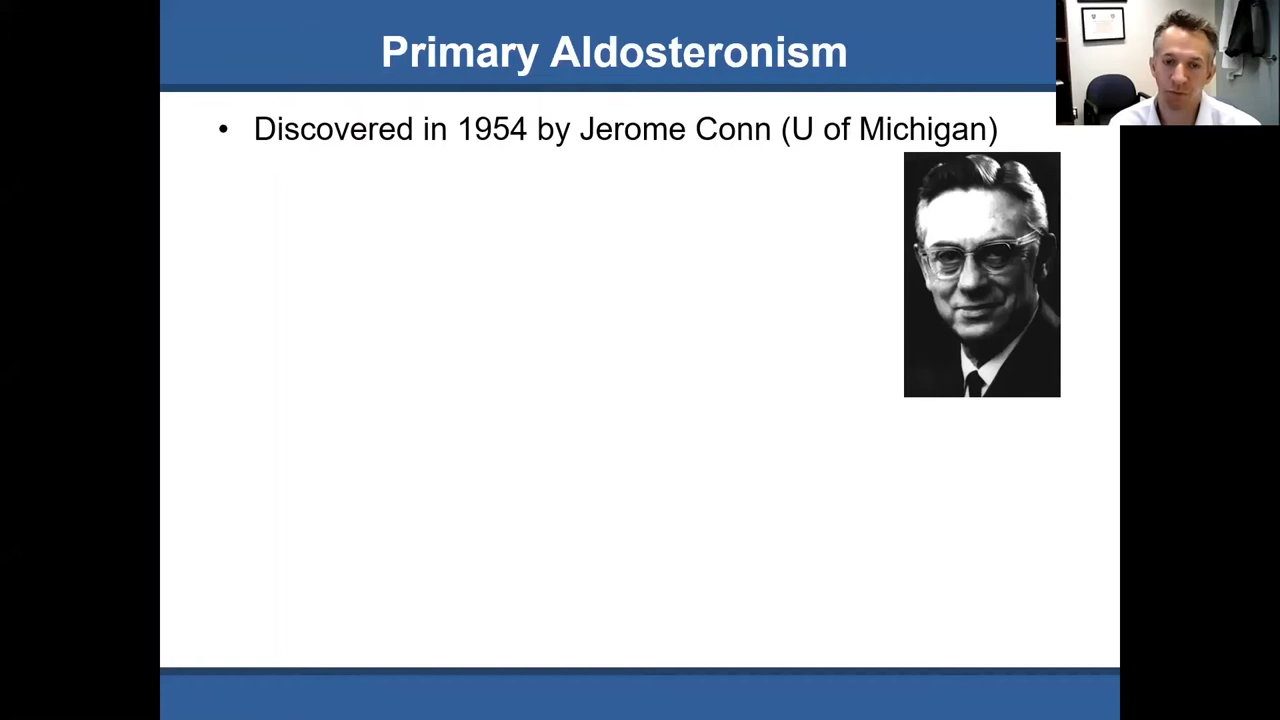 Primary Aldosteronism
• Discovered in 1954 by Jerome Conn (U of Michigan)